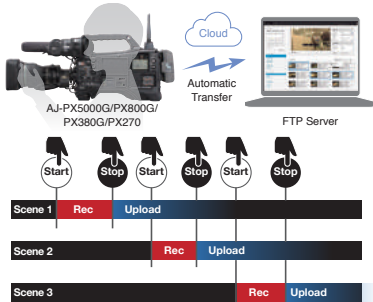 Cloud
Automatic
Transfer
AJ-PX5000G/PX800G/
PX380G/PX270
FTP Server
Start Stop Start Stop Start Stop
Scene 1 Rec Upload
Scene 2 Rec Upload
Scene 3 Rec Upload